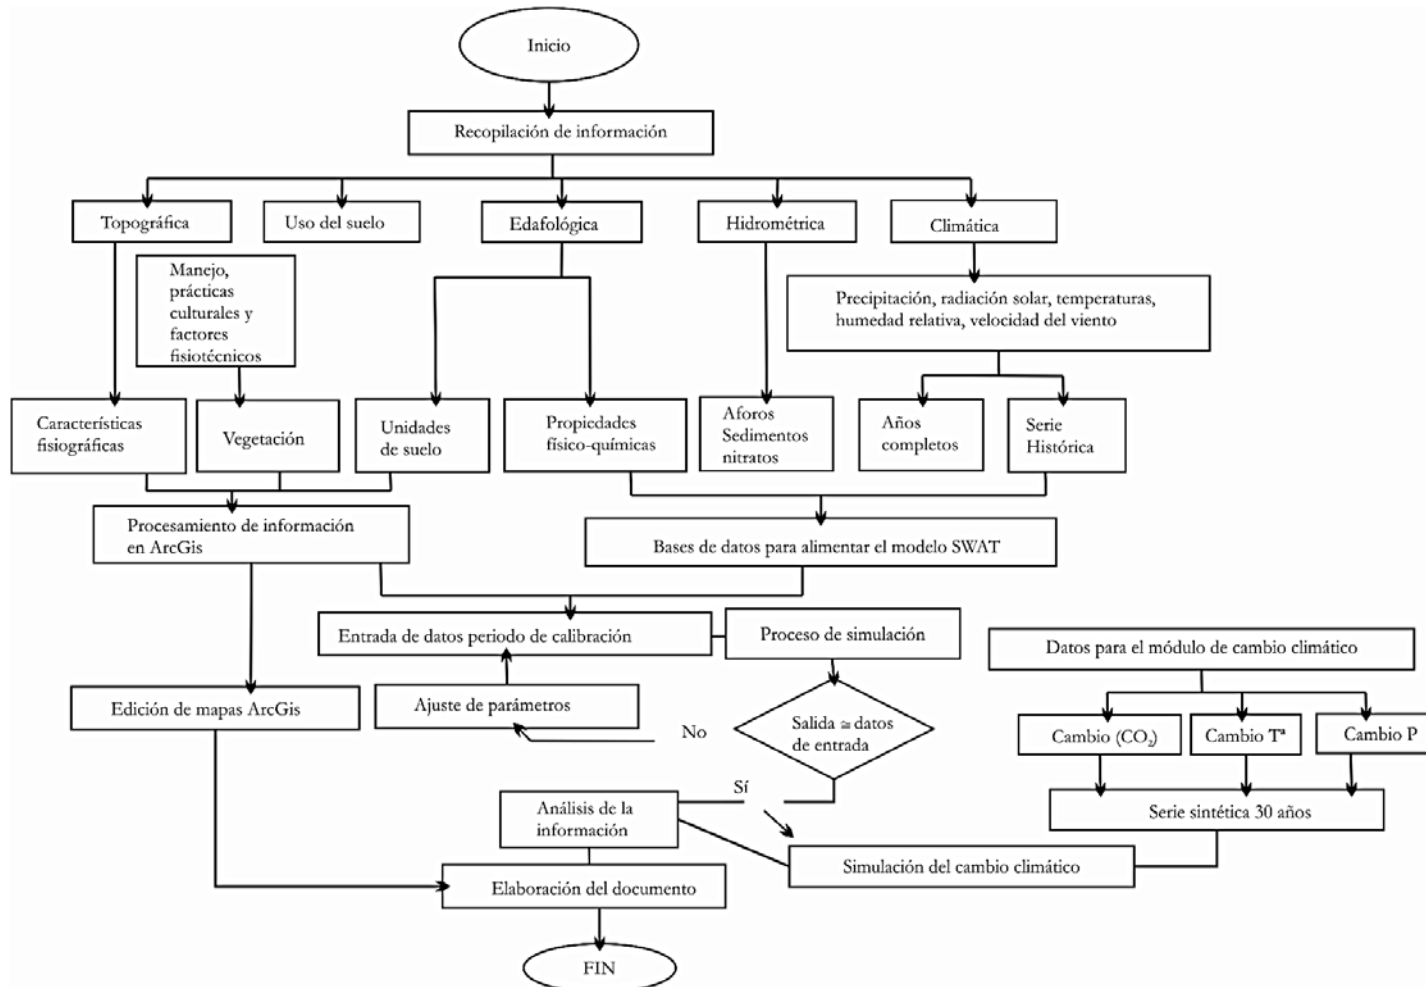 Inicio
Recopilación de información
Topográfica
Uso del suelo
Edafológica
Hidrométrica
Climática
Manejo,
prácticas
culturales y
factores
fisiotécnicos
Precipitación, radiación solar, temperaturas,
humedad relativa, velocidad del viento
Características
fisiográficas
Vegetación
Unidades
de suelo
Propiedades
físico-químicas
Aforos
Sedimentos
nitratos
Años
completos
Serie
Histórica
Procesamiento de información
en ArcGis
Bases de datos para alimentar el modelo SWAT
Entrada de datos periodo de calibración
Proceso de simulación
Datos para el módulo de cambio climático
Edición de mapas ArcGis
Ajuste de parámetros
No
Salida ≅ datos
de entrada
Cambio (CO₂)
Cambio Tª
Cambio P
Sí
Análisis de la
información
Serie sintética 30 años
Simulación del cambio climático
Elaboración del documento
FIN